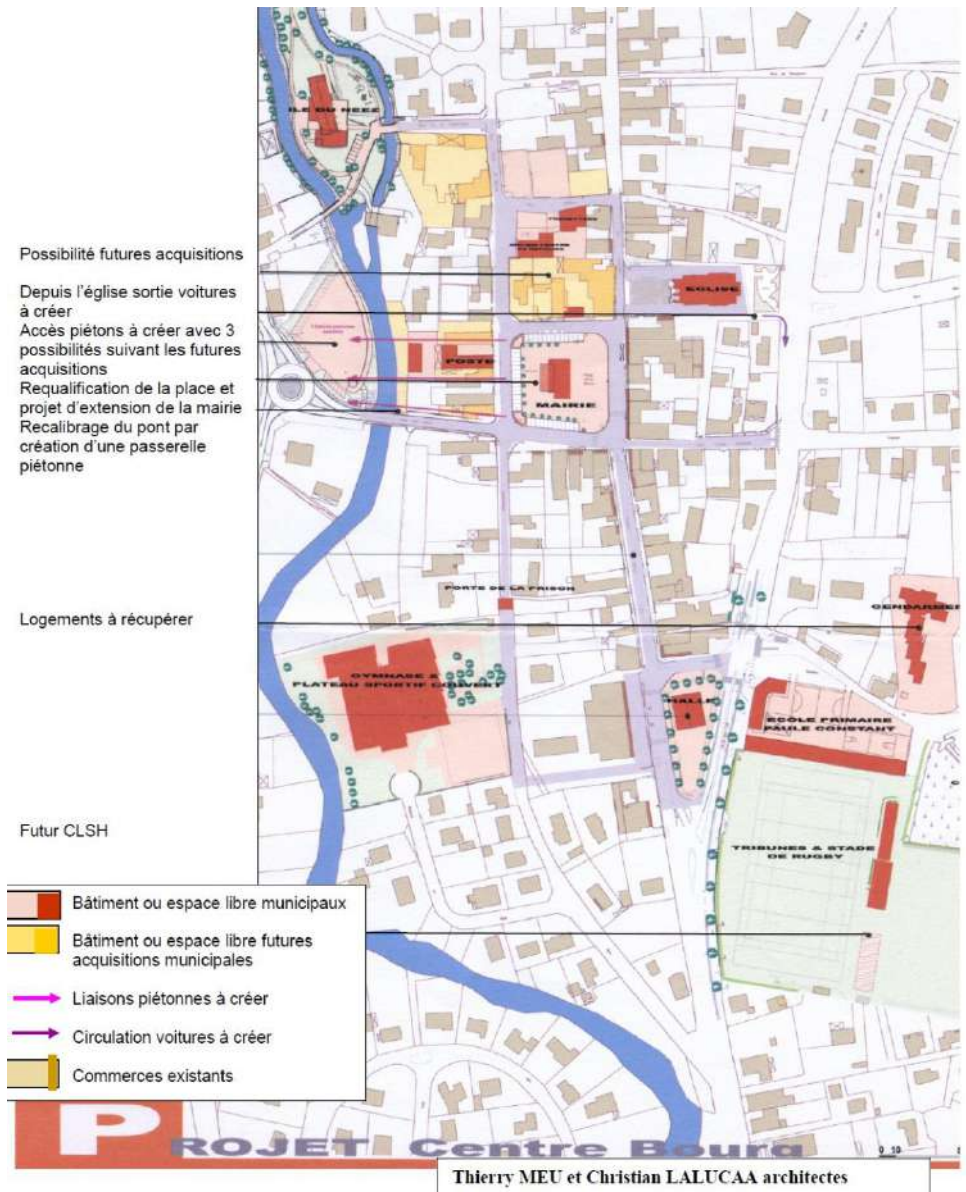 ILE DU NEEZ
Possibilité futures acquisitions
Depuis l'église sortie voitures
à créer
Accès piétons à créer avec 3
possibilités suivant les futures
acquisitions
Requalification de la place et
projet d'extension de la mairie
Recalibrage du pont par
création d'une passerelle
piétonne
EGLISE
POSTE
MAIRIE
PORTE DE LA PRISON
Logements à récupérer
GENDARMER
GYMNASE &
PLATEAU SPORTIF COUVERT
HALLE
ECOLE PRIMAIRE
PAULE CONSTANT
Futur CLSH
TRIBUNES & STADE
DE RUGBY
Bâtiment ou espace libre municipaux
Bâtiment ou espace libre futures
acquisitions municipales
Liaisons piétonnes à créer
Circulation voitures à créer
Commerces existants
PROJET Centre Bourg
0 10
Thierry MEU et Christian LALUCAA architectes